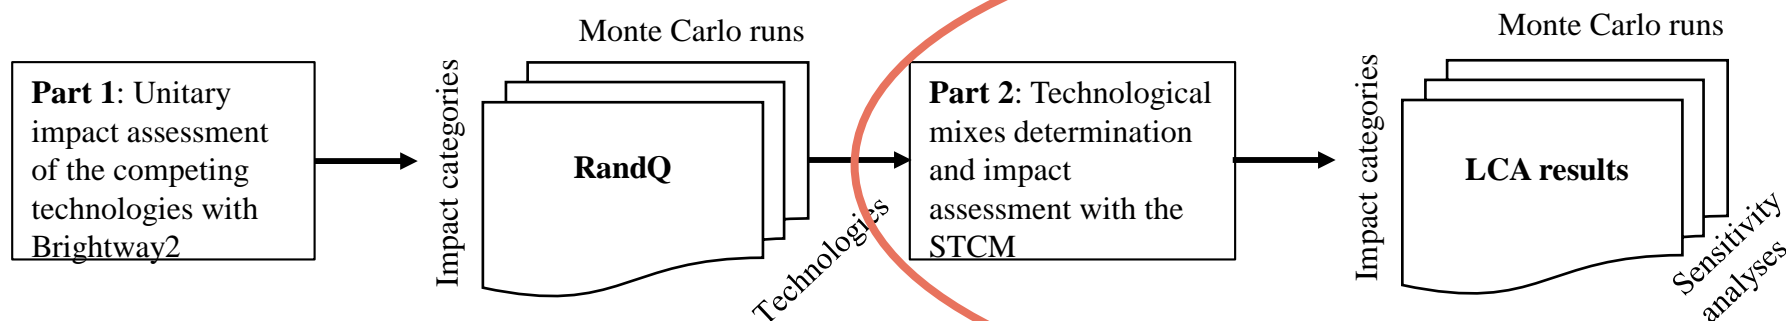 Part 1: Unitary
impact assessment
of the competing
technologies with
Brightway2
Impact categories
Monte Carlo runs
RandQ
Technologies
Part 2: Technological
mixes determination
and impact
assessment with the
STCM
Impact categories
Monte Carlo runs
LCA results
Sensitivity
analyses